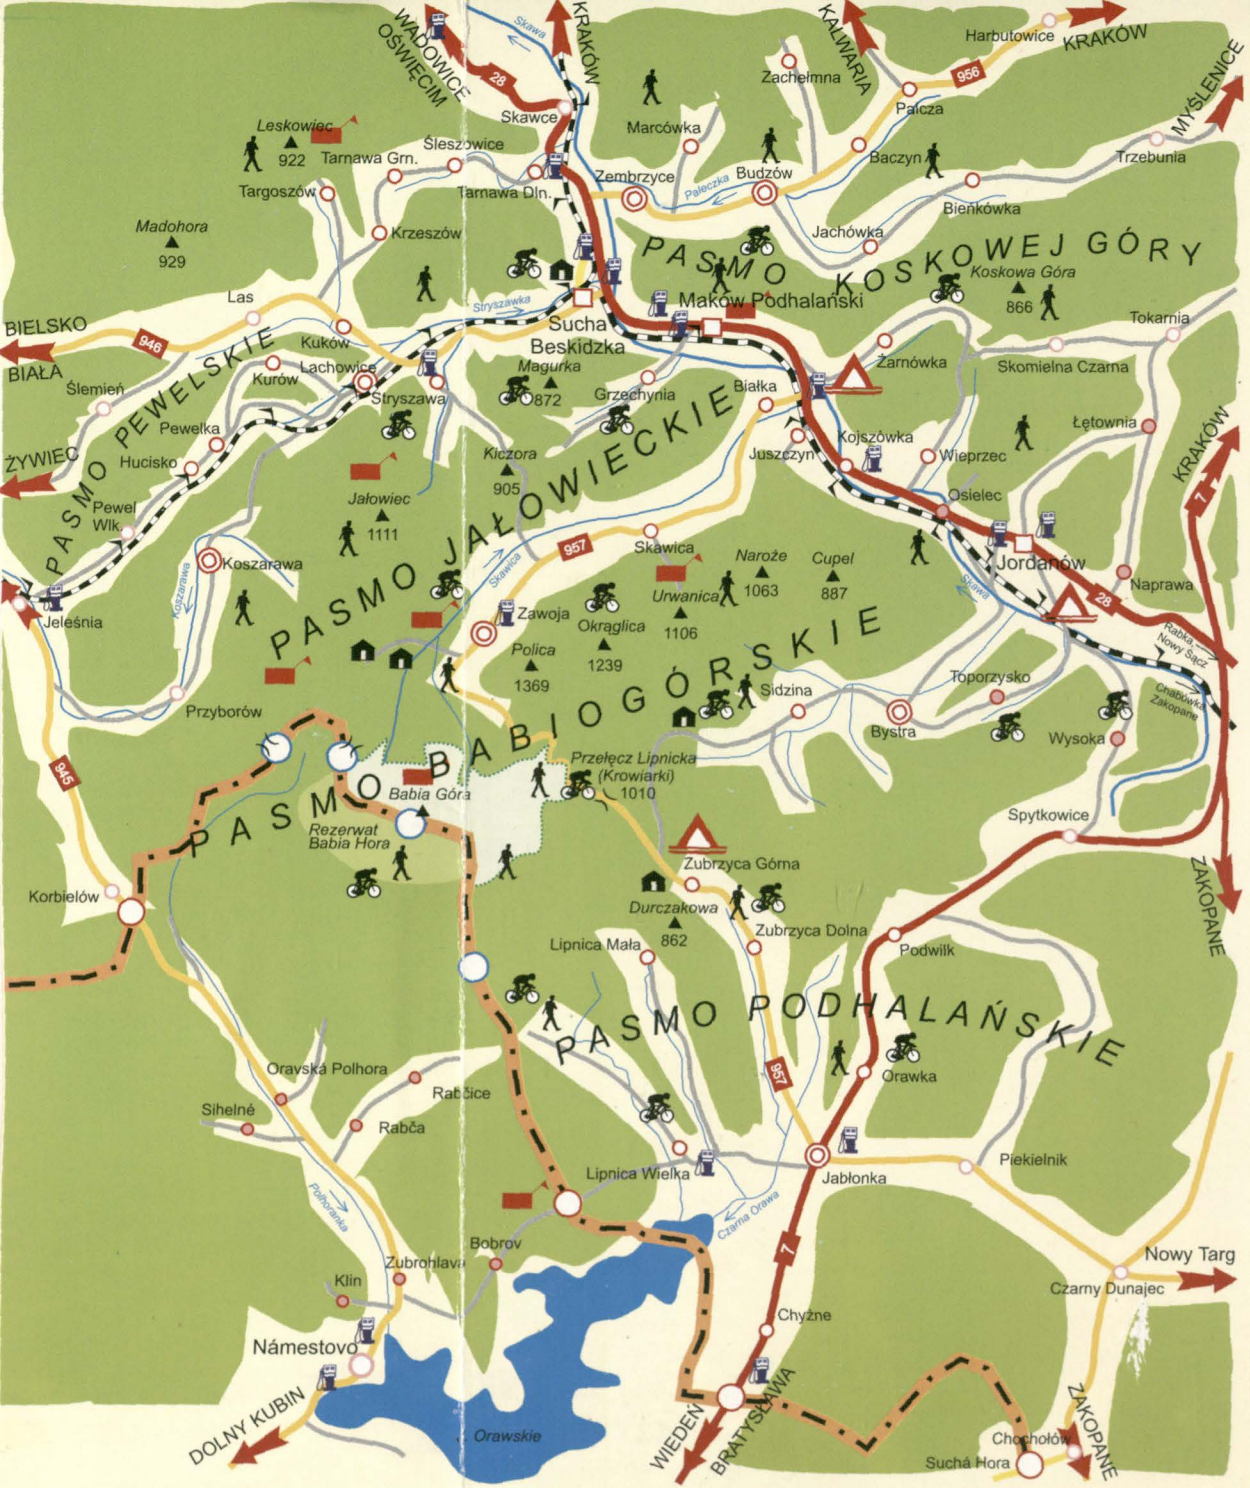 WADOWICE
OŚWIĘCIM
Skawa
KRAKÓW
KALWARIA
Harbutowice
KRAKÓW
28
Zachełmna
956
MYŚLENICE
Skawce
Palcza
Leskowiec
922
Śleszowice
Marcówka
Tarnawa Grn.
Baczyn
Trzebunia
Targoszów
Tarnawa Dln.
Zembrzyce
Paleczka
Budzów
Bieńkówka
Madohora
929
Krzeszów
Jachówka
PASMO KOSKOWEJ GÓRY
Koskowa Góra
866
Las
Stryszawka
Maków Podhalański
Tokarnia
BIELSKO
BIAŁA
946
Kuków
Sucha
Beskidzka
Żarnówka
Skomielna Czarna
Kurów
Lachowice
Magurka
872
Ślemień
Stryszawa
Grzechynia
Białka
PASMO PEWELSKIE
Pewelka
Łętownia
KRAKÓW
ŻYWIEC
Hucisko
Kiczora
905
Juszczyn
Kojszówka
Wieprzec
7
Jałowiec
1111
PASMO JAŁOWIECKIE
Osielec
Pewel
Wlk.
Skawica
957
Skawica
Naroże
1063
Cupel
887
Jordanów
Koszarawa
Koszarawa
Skawa
Naprawa
Urwanica
1106
28
Jeleśnia
Zawoja
Okrąglica
1239
Rabka,
Nowy Sącz
Polica
1369
Toporzysko
Chabówka
Zakopane
Przyborów
Sidzina
Bystra
Wysoka
PASMO BABIOGÓRSKIE
Przełęcz Lipnicka
(Krowiarki)
1010
945
Babia Góra
Spytkowice
Rezerwat
Babia Hora
Zubrzyca Górna
ZAKOPANE
Korbielów
Durczakowa
862
Zubrzyca Dolna
Lipnica Mała
Podwilk
PASMO PODHALAŃSKIE
Oravská Polhora
957
Orawka
Rabčice
Sihelné
Rabča
Piekielnik
Lipnica Wielka
Jabłonka
Polhoranka
Czarna Orawa
Bobrov
7
Nowy Targ
Zubrohlava
Klin
Czarny Dunajec
Chyżne
Námestovo
DOLNY KUBIN
Orawskie
WIEDEŃ
BRATYSŁAWA
ZAKOPANE
Chochołów
Suchá Hora